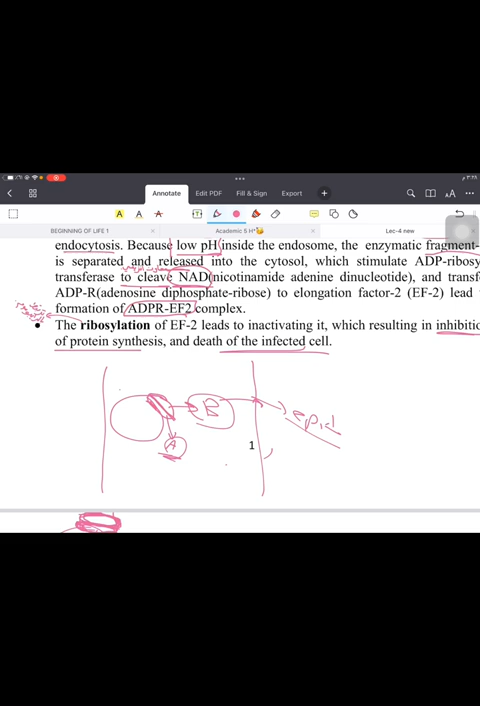 ٣:٢٨ م
Annotate Edit PDF Fill & Sign Export
BEGINNING OF LIFE 1 Academic 5 H* Lec-4 new
endocytosis. Because low pH inside the endosome, the enzymatic fragment-
is separated and released into the cytosol, which stimulate ADP-ribosy
transferase to cleave NAD(nicotinamide adenine dinucleotide), and transf
ADP-R(adenosine diphosphate-ribose) to elongation factor-2 (EF-2) lead
formation of ADPR-EF2 complex.
• The ribosylation of EF-2 leads to inactivating it, which resulting in inhibitio
of protein synthesis, and death of the infected cell.
B
A
1